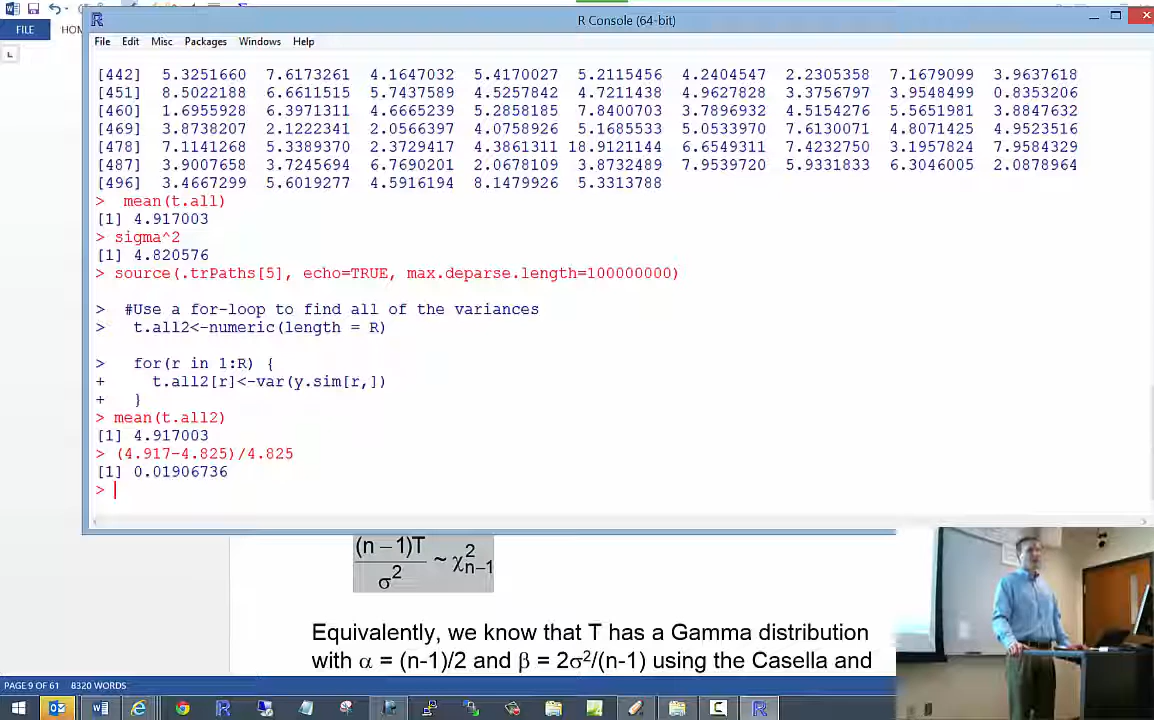 R Console (64-bit)
FILE
HOM
File Edit Misc Packages Windows Help
[442] 5.3251660 7.6173261 4.1647032 5.4170027 5.2115456 4.2404547 2.2305358 7.1679099 3.9637618
[451] 8.5022188 6.6611515 5.7437589 4.5257842 4.7211438 4.9627828 3.3756797 3.9548499 0.8353206
[460] 1.6955928 6.3971311 4.6665239 5.2858185 7.8400703 3.7896932 4.5154276 5.5651981 3.8847632
[469] 3.8738207 2.1222341 2.0566397 4.0758926 5.1685533 5.0533970 7.6130071 4.8071425 4.9523516
[478] 7.1141268 5.3389370 2.3729417 4.3861311 18.9121144 6.6549311 7.4232750 3.1957824 7.9584329
[487] 3.9007658 3.7245694 6.7690201 2.0678109 3.8732489 7.9539720 5.9331833 6.3046005 2.0878964
[496] 3.4667299 5.6019277 4.5916194 8.1479926 5.3313788
> mean(t.all)
[1] 4.917003
> sigma^2
[1] 4.820576
> source(.trPaths[5], echo=TRUE, max.deparse.length=100000000)
> #Use a for-loop to find all of the variances
> t.all2<-numeric(length = R)
> for(r in 1:R) {
+ t.all2[r]<-var(y.sim[r,])
+ }
> mean(t.all2)
[1] 4.917003
> (4.917-4.825)/4.825
[1] 0.01906736
>
(n−1)T
σ² ~ χ²n−1
Equivalently, we know that T has a Gamma distribution
with α = (n-1)/2 and β = 2σ²/(n-1) using the Casella and
PAGE 9 OF 61 8320 WORDS